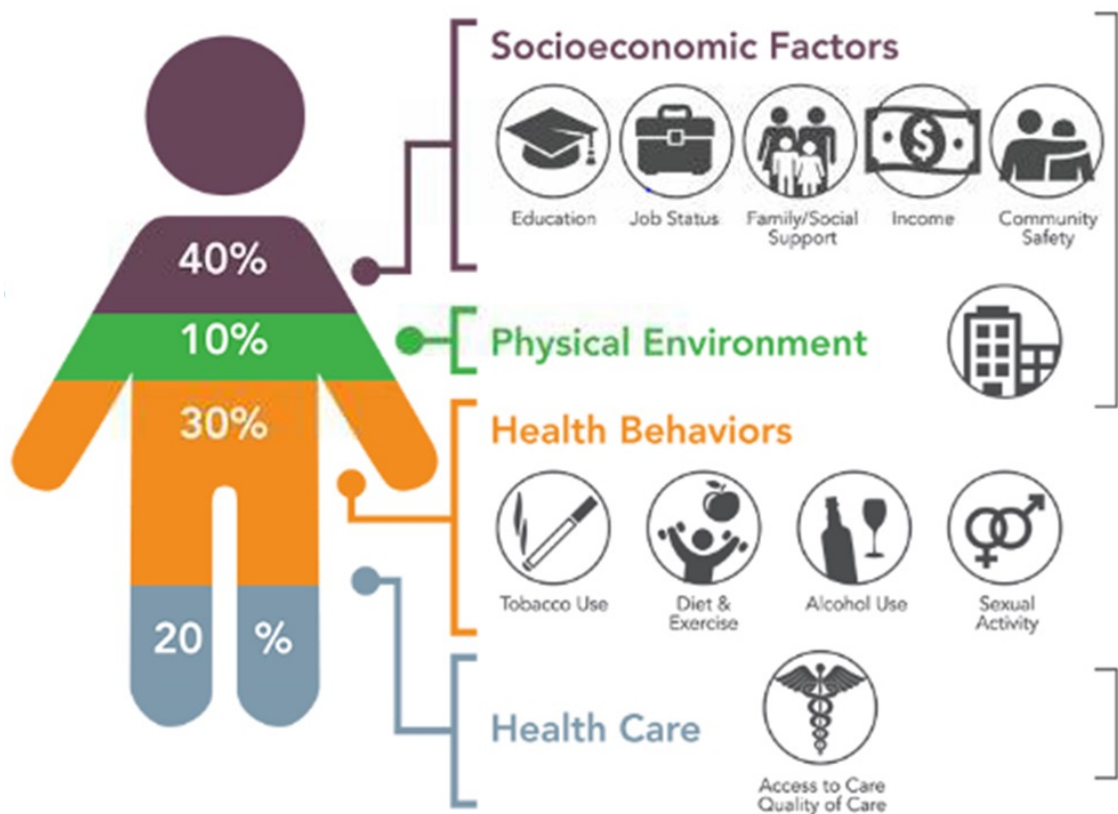 Socioeconomic Factors
Education
Job Status
Family/Social
Support
Income
Community
Safety
40%
10%
Physical Environment
30%
Health Behaviors
Tobacco Use
Diet &
Exercise
Alcohol Use
Sexual
Activity
20 %
Health Care
Access to Care
Quality of Care